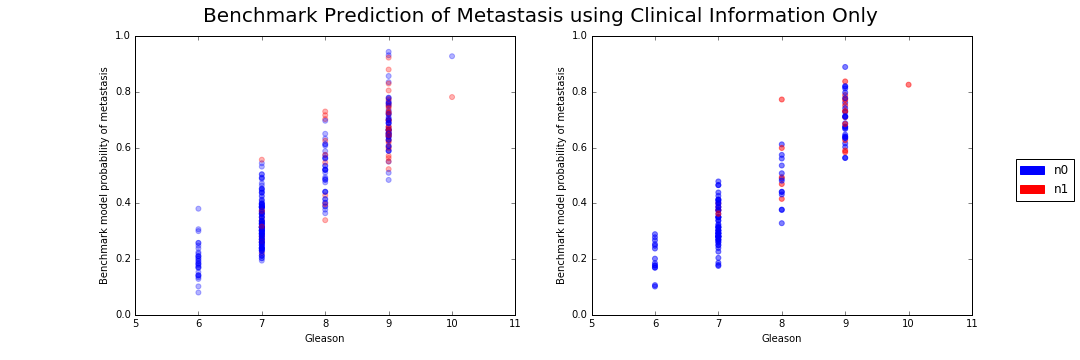 Benchmark Prediction of Metastasis using Clinical Information Only
Benchmark model probability of metastasis
1.0
0.8
0.6
0.4
0.2
0.0
5 6 7 8 9 10 11
Gleason
Benchmark model probability of metastasis
1.0
0.8
0.6
0.4
0.2
0.0
5 6 7 8 9 10 11
Gleason
n0
n1